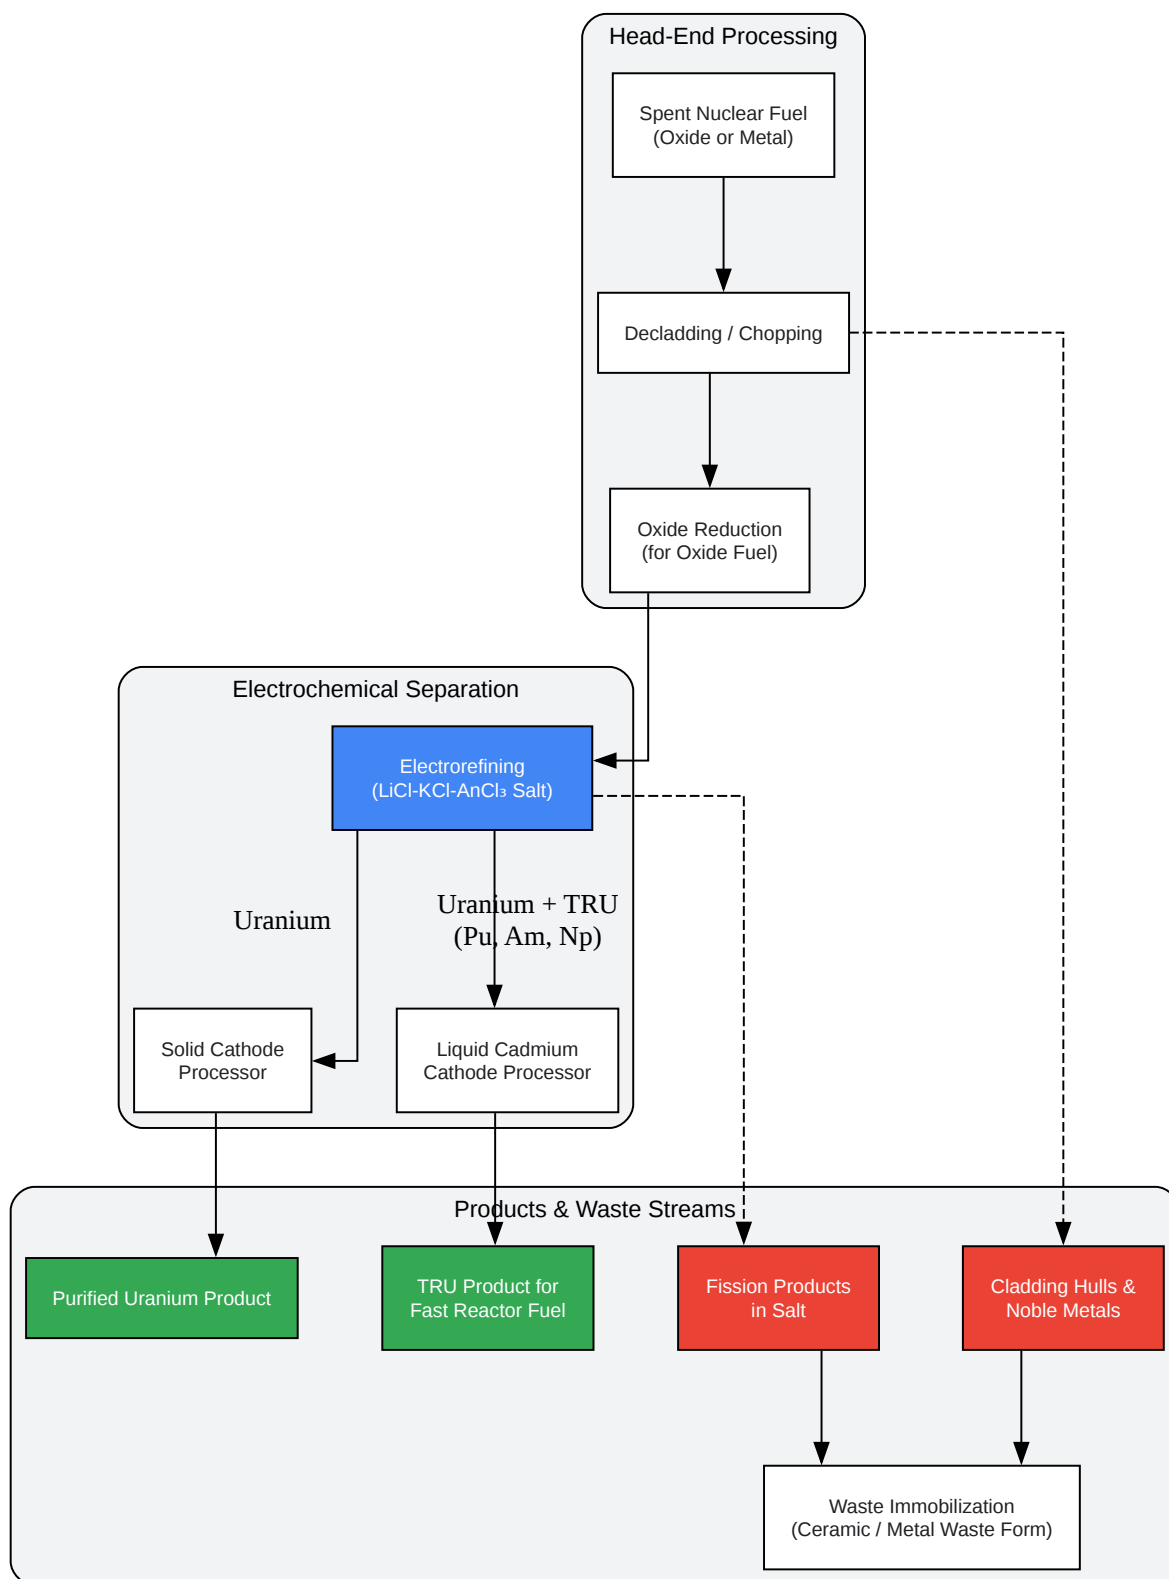 Head-End Processing
Spent Nuclear Fuel
(Oxide or Metal)
Decladding / Chopping
Oxide Reduction
(for Oxide Fuel)
Electrochemical Separation
Electrorefining
(LiCl-KCl-AnCl₃ Salt)
Uranium
Uranium + TRU
(Pu, Am, Np)
Solid Cathode
Processor
Liquid Cadmium
Cathode Processor
Products & Waste Streams
Purified Uranium Product
TRU Product for
Fast Reactor Fuel
Fission Products
in Salt
Cladding Hulls &
Noble Metals
Waste Immobilization
(Ceramic / Metal Waste Form)